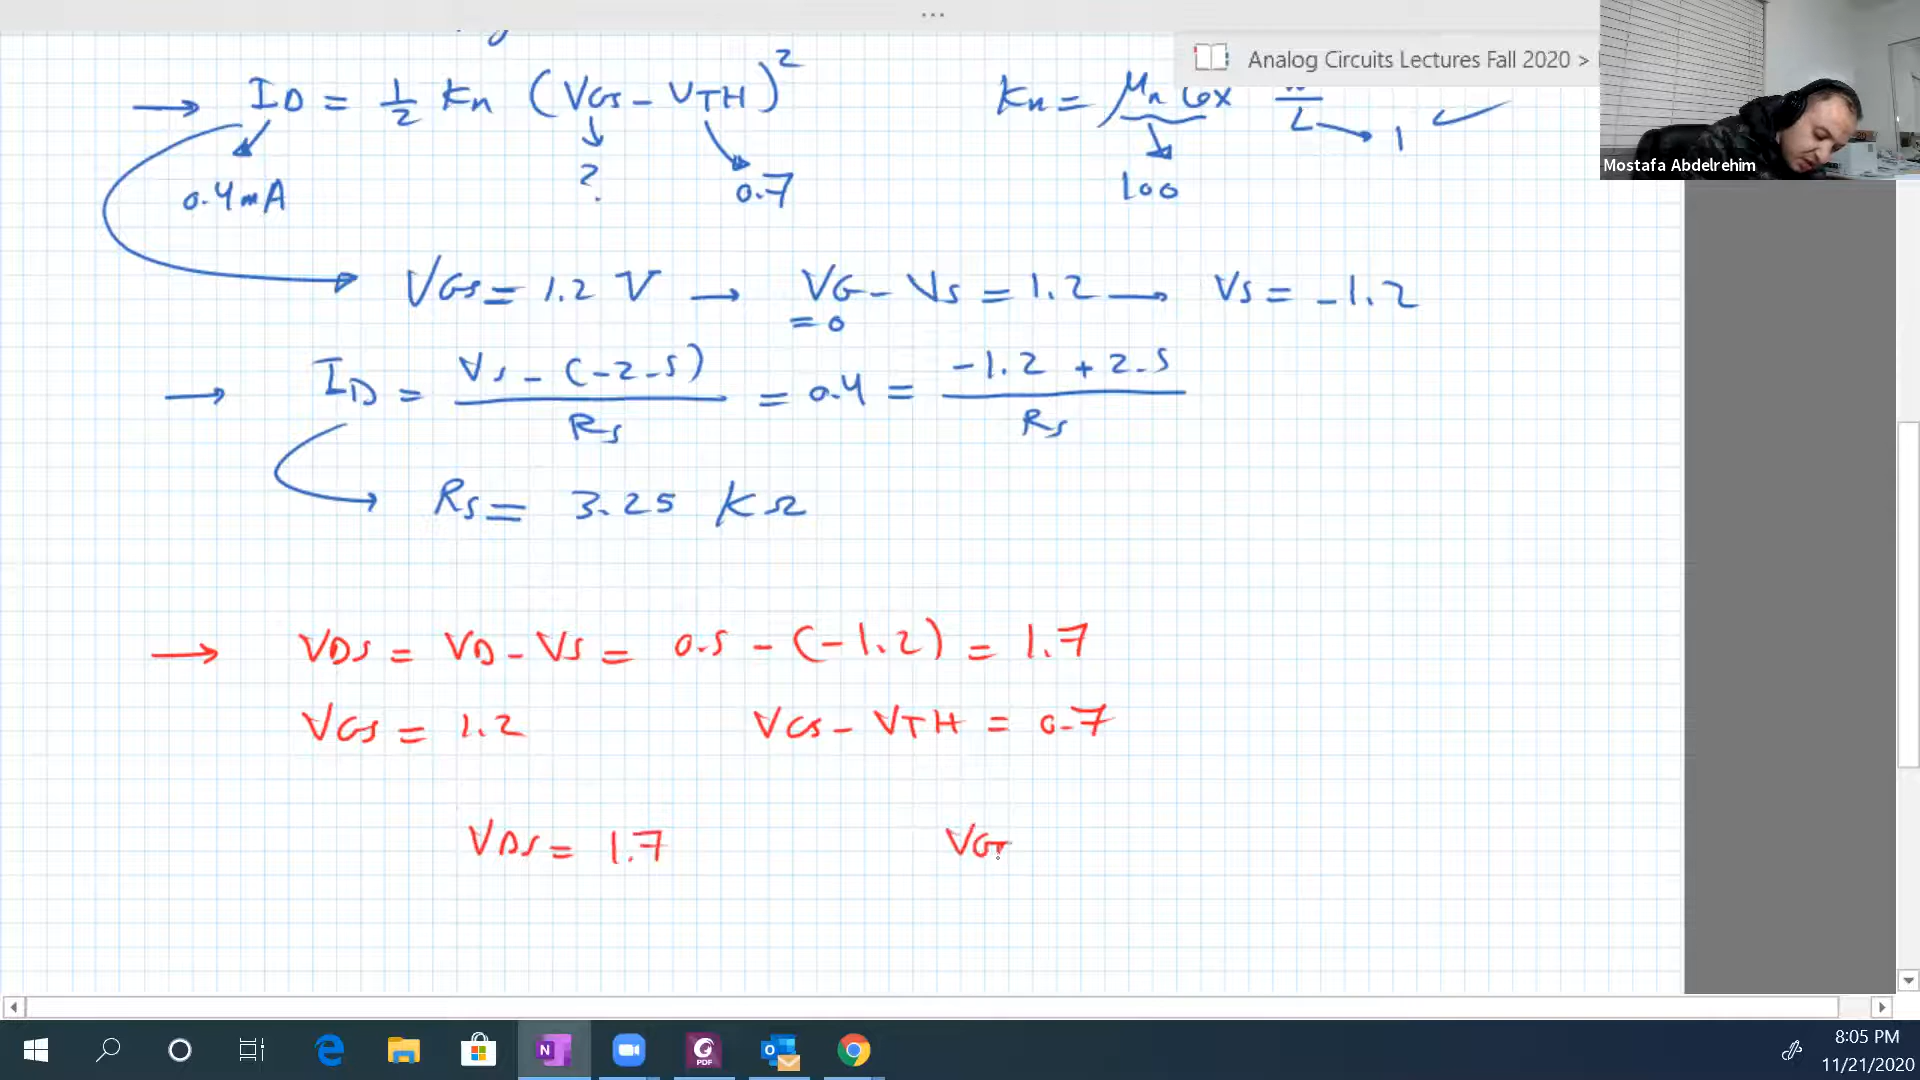 Analog Circuits Lectures Fall 2020 >
Mostafa Abdelrehim
→ ID = 1/2 Kn (VGS - VTH)²
Kn = μn Cox W/L → 1
0.4mA
?
0.7
100
VGS = 1.2 V → VG - VS = 1.2 → VS = -1.2
= 0
→ ID = VS - (-2.5) / RS = 0.4 = -1.2 + 2.5 / RS
RS = 3.25 KΩ
→ VDS = VD - VS = 0.5 - (-1.2) = 1.7
VGS = 1.2 VGS - VTH = 0.7
VDS = 1.7 VG
PDF
8:05 PM
11/21/2020